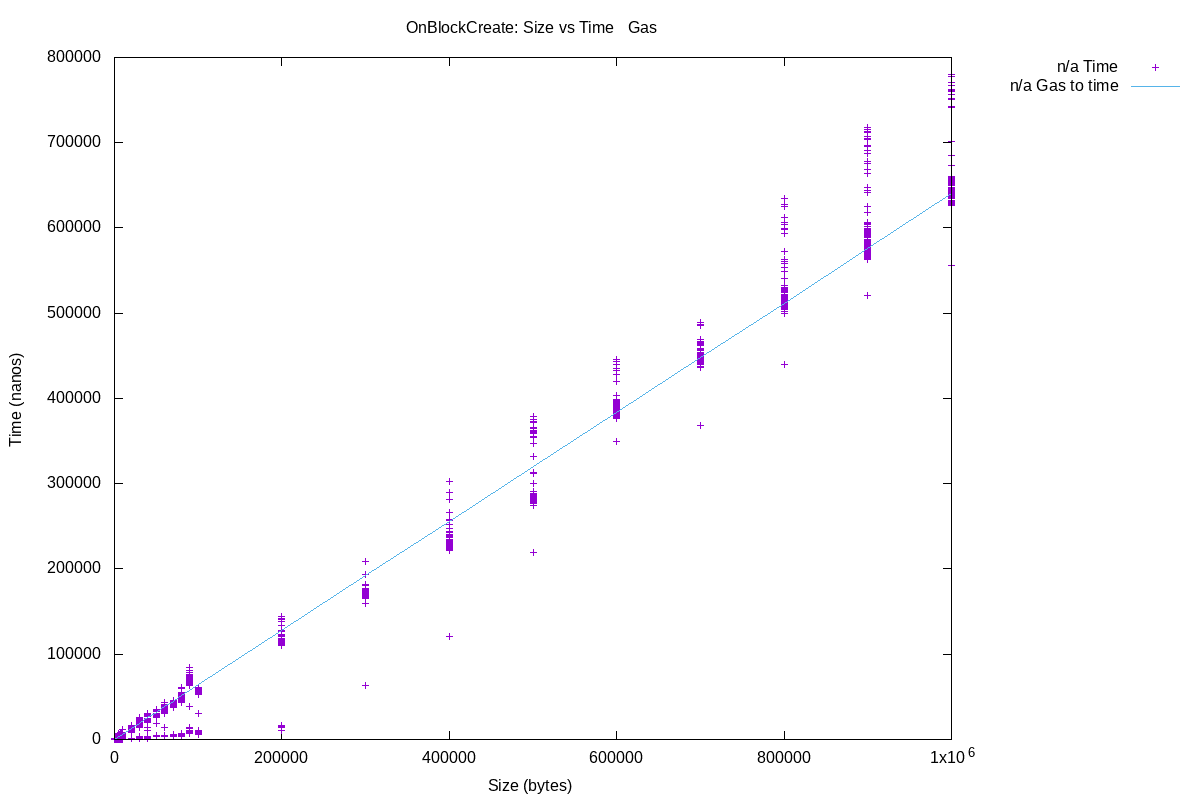 OnBlockCreate: Size vs Time   Gas
n/a Time
n/a Gas to time
800000
700000
600000
500000
400000
300000
200000
100000
0
Time (nanos)
0
200000
400000
600000
800000
1x10^6
Size (bytes)